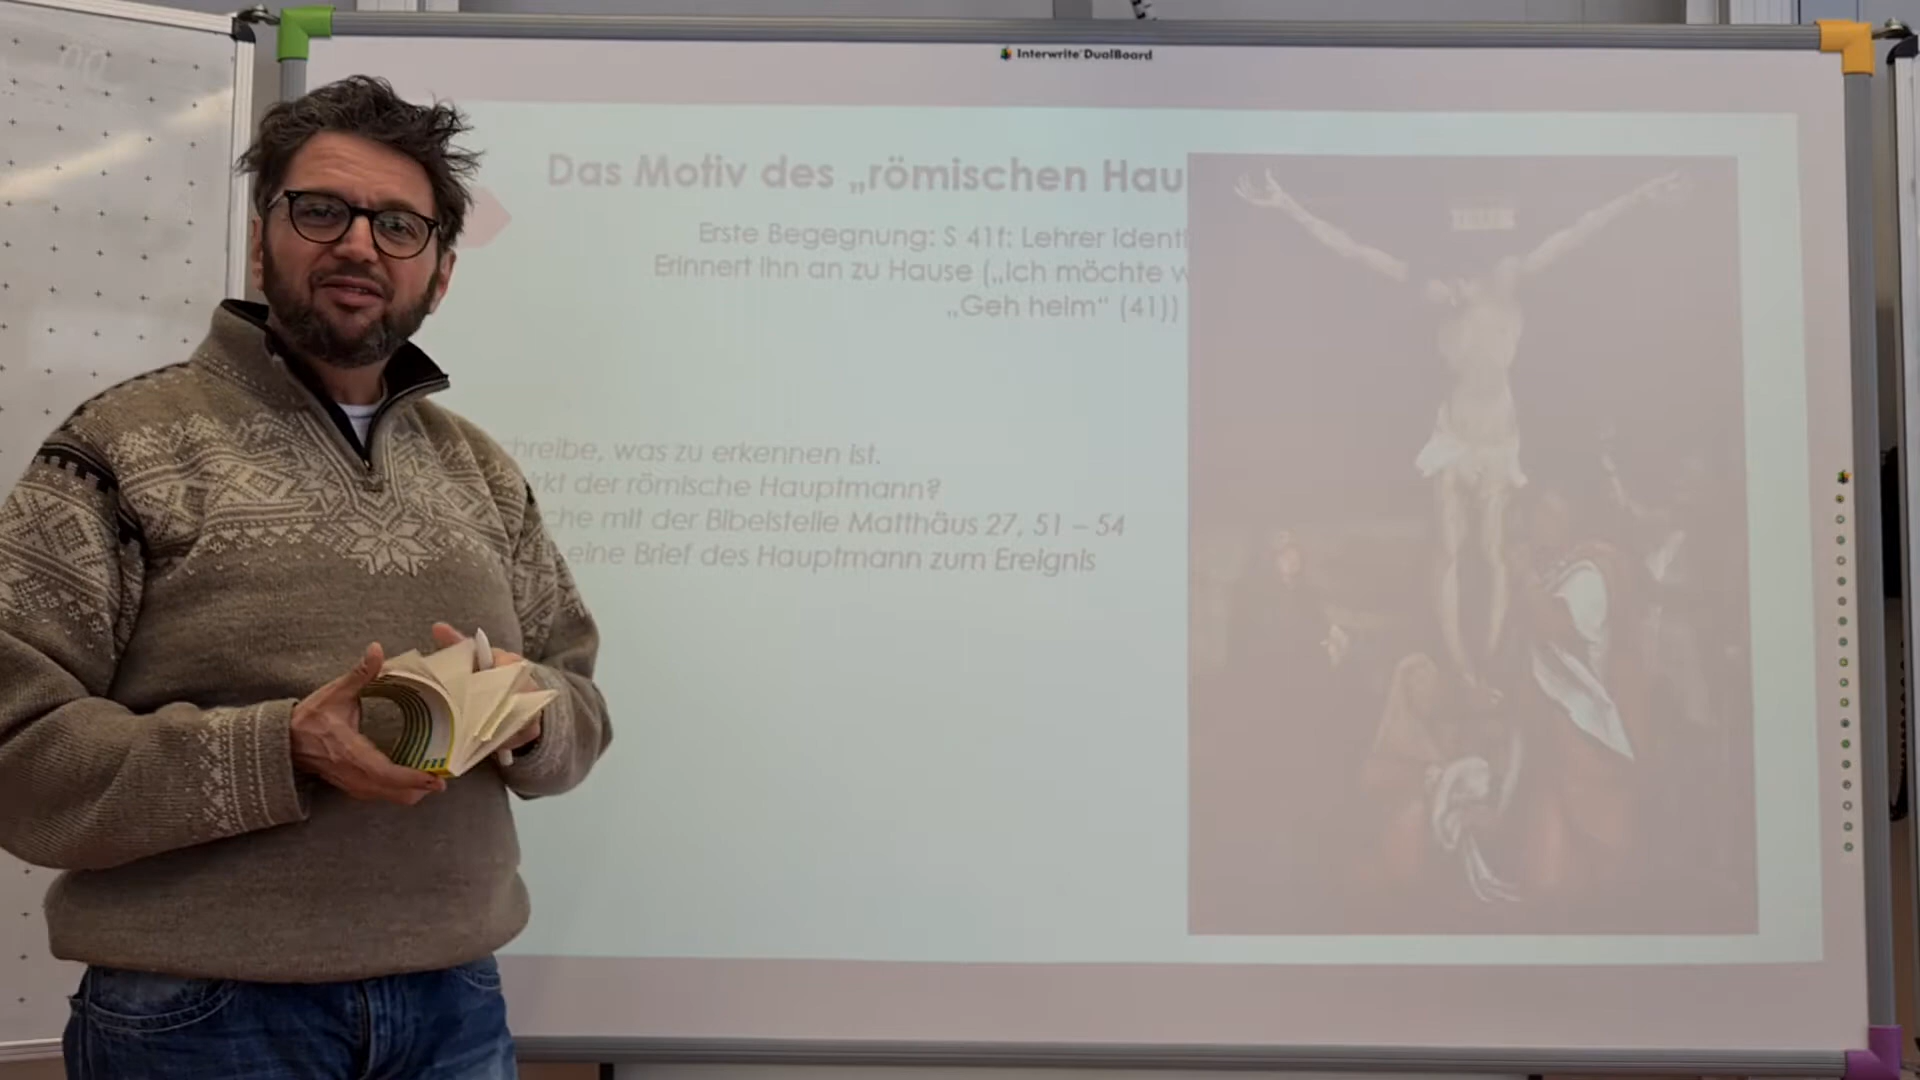 Interwrite DualBoard
Das Motiv des „römischen Hau
Erste Begegnung: S 41f: Lehrer identi
Erinnert ihn an zu Hause („Ich möchte w
„Geh heim“ (41))
chreibe, was zu erkennen ist.
rkt der römische Hauptmann?
che mit der Bibelstelle Matthäus 27, 51 – 54
eine Brief des Hauptmann zum Ereignis